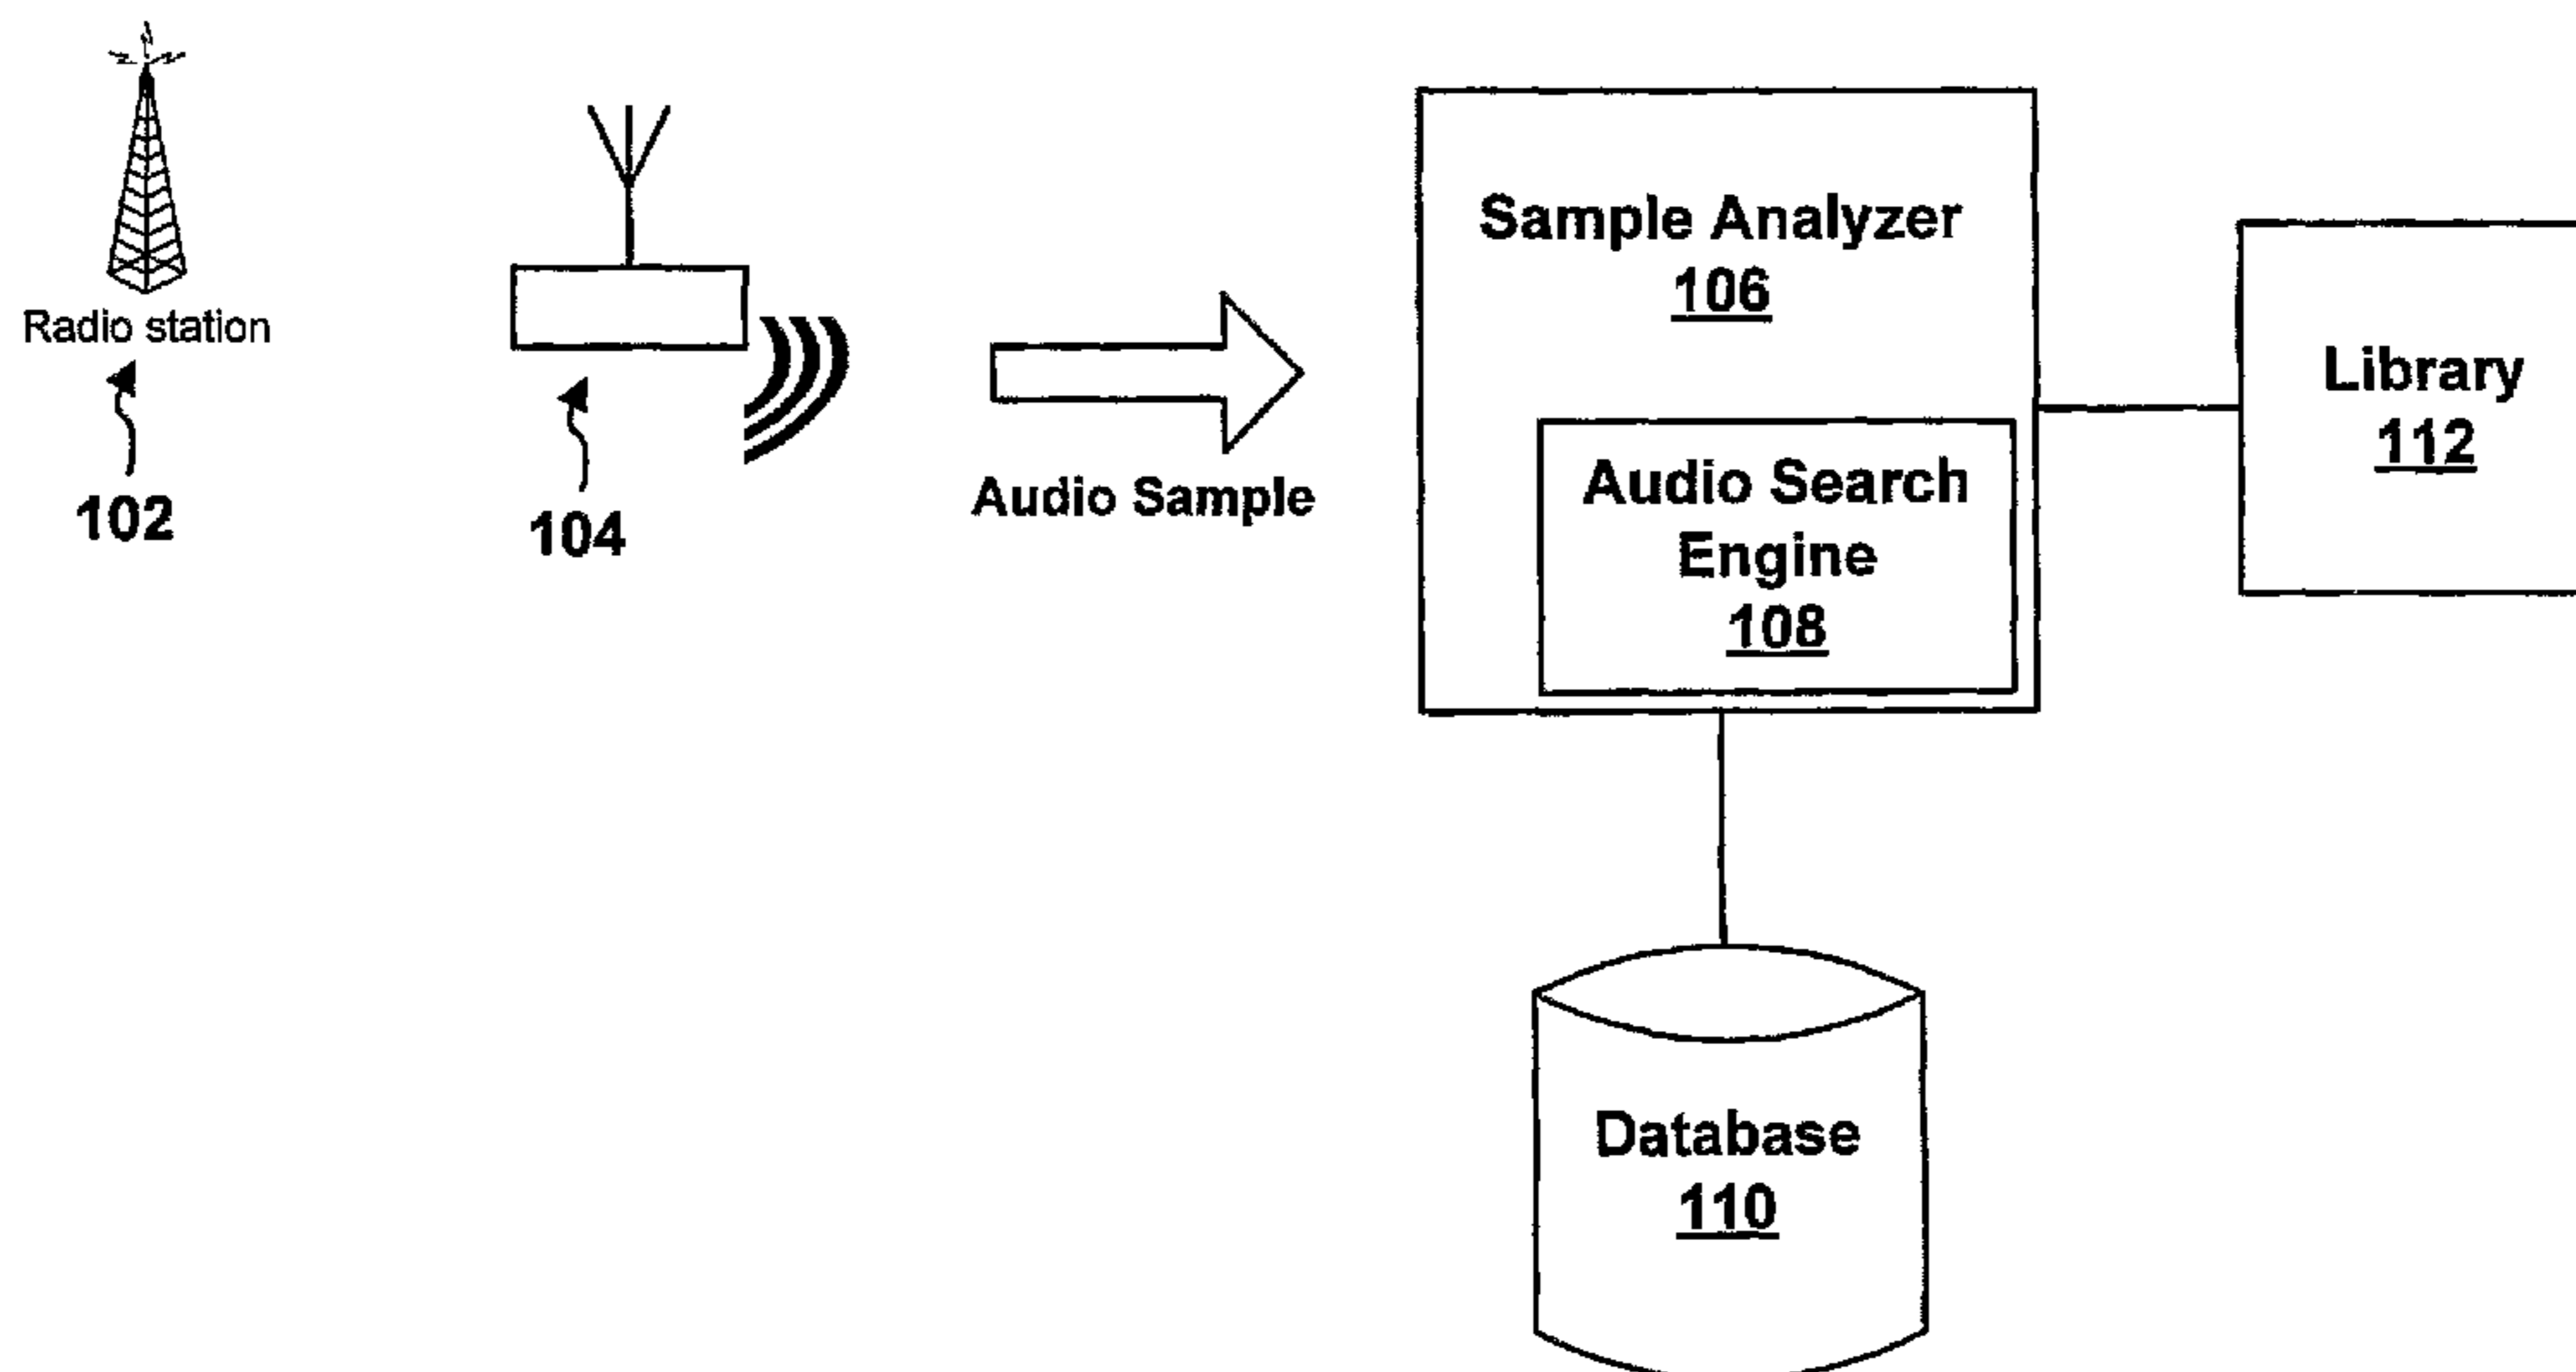 Radio station
102
104
Audio Sample
Sample Analyzer
106
Audio Search
Engine
108
Library
112
Database
110